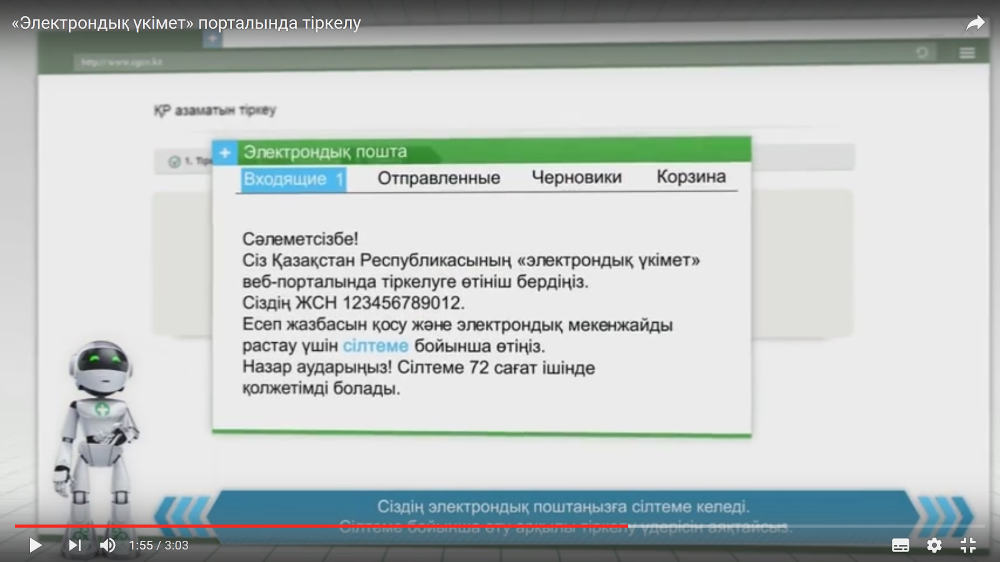 «Электрондық үкімет» порталында тіркелу
http://www.egov.kz
ҚР азаматын тіркеу
1. Тірк
Электрондық пошта
Входящие 1 Отправленные Черновики Корзина
Сәлеметсізбе!
Сіз Қазақстан Республикасының «электрондық үкімет»
веб-порталында тіркелуге өтініш бердіңіз.
Сіздің ЖСН 123456789012.
Есеп жазбасын қосу және электрондық мекенжайды
растау үшін сілтеме бойынша өтіңіз.
Назар аударыңыз! Сілтеме 72 сағат ішінде
қолжетімді болады.
Сіздің электрондық поштаңызға сілтеме келеді.
Сілтеме бойынша өту арқылы тіркелу үдерісін аяқтайсыз.
1:55 / 3:03